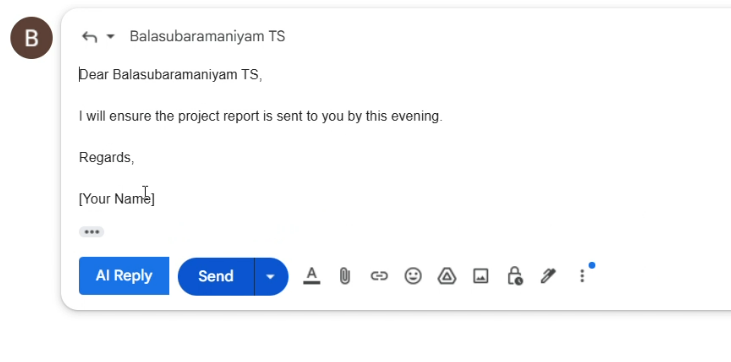 B
Balasubaramaniyam TS
Dear Balasubaramaniyam TS,
I will ensure the project report is sent to you by this evening.
Regards,
[Your Name]
AI Reply Send A